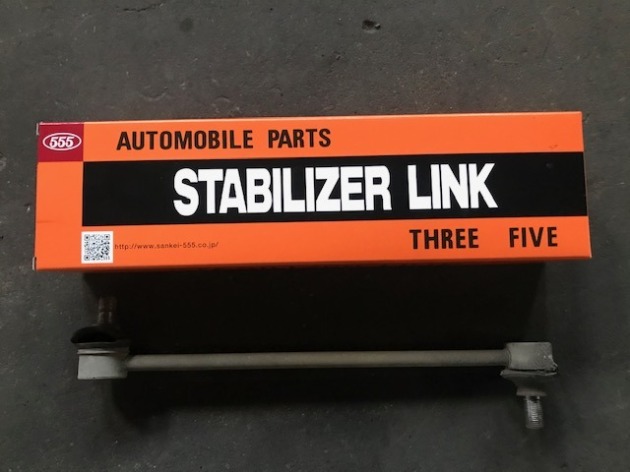 555
AUTOMOBILE PARTS
STABILIZER LINK
http://www.sankei-555.co.jp/
THREE FIVE